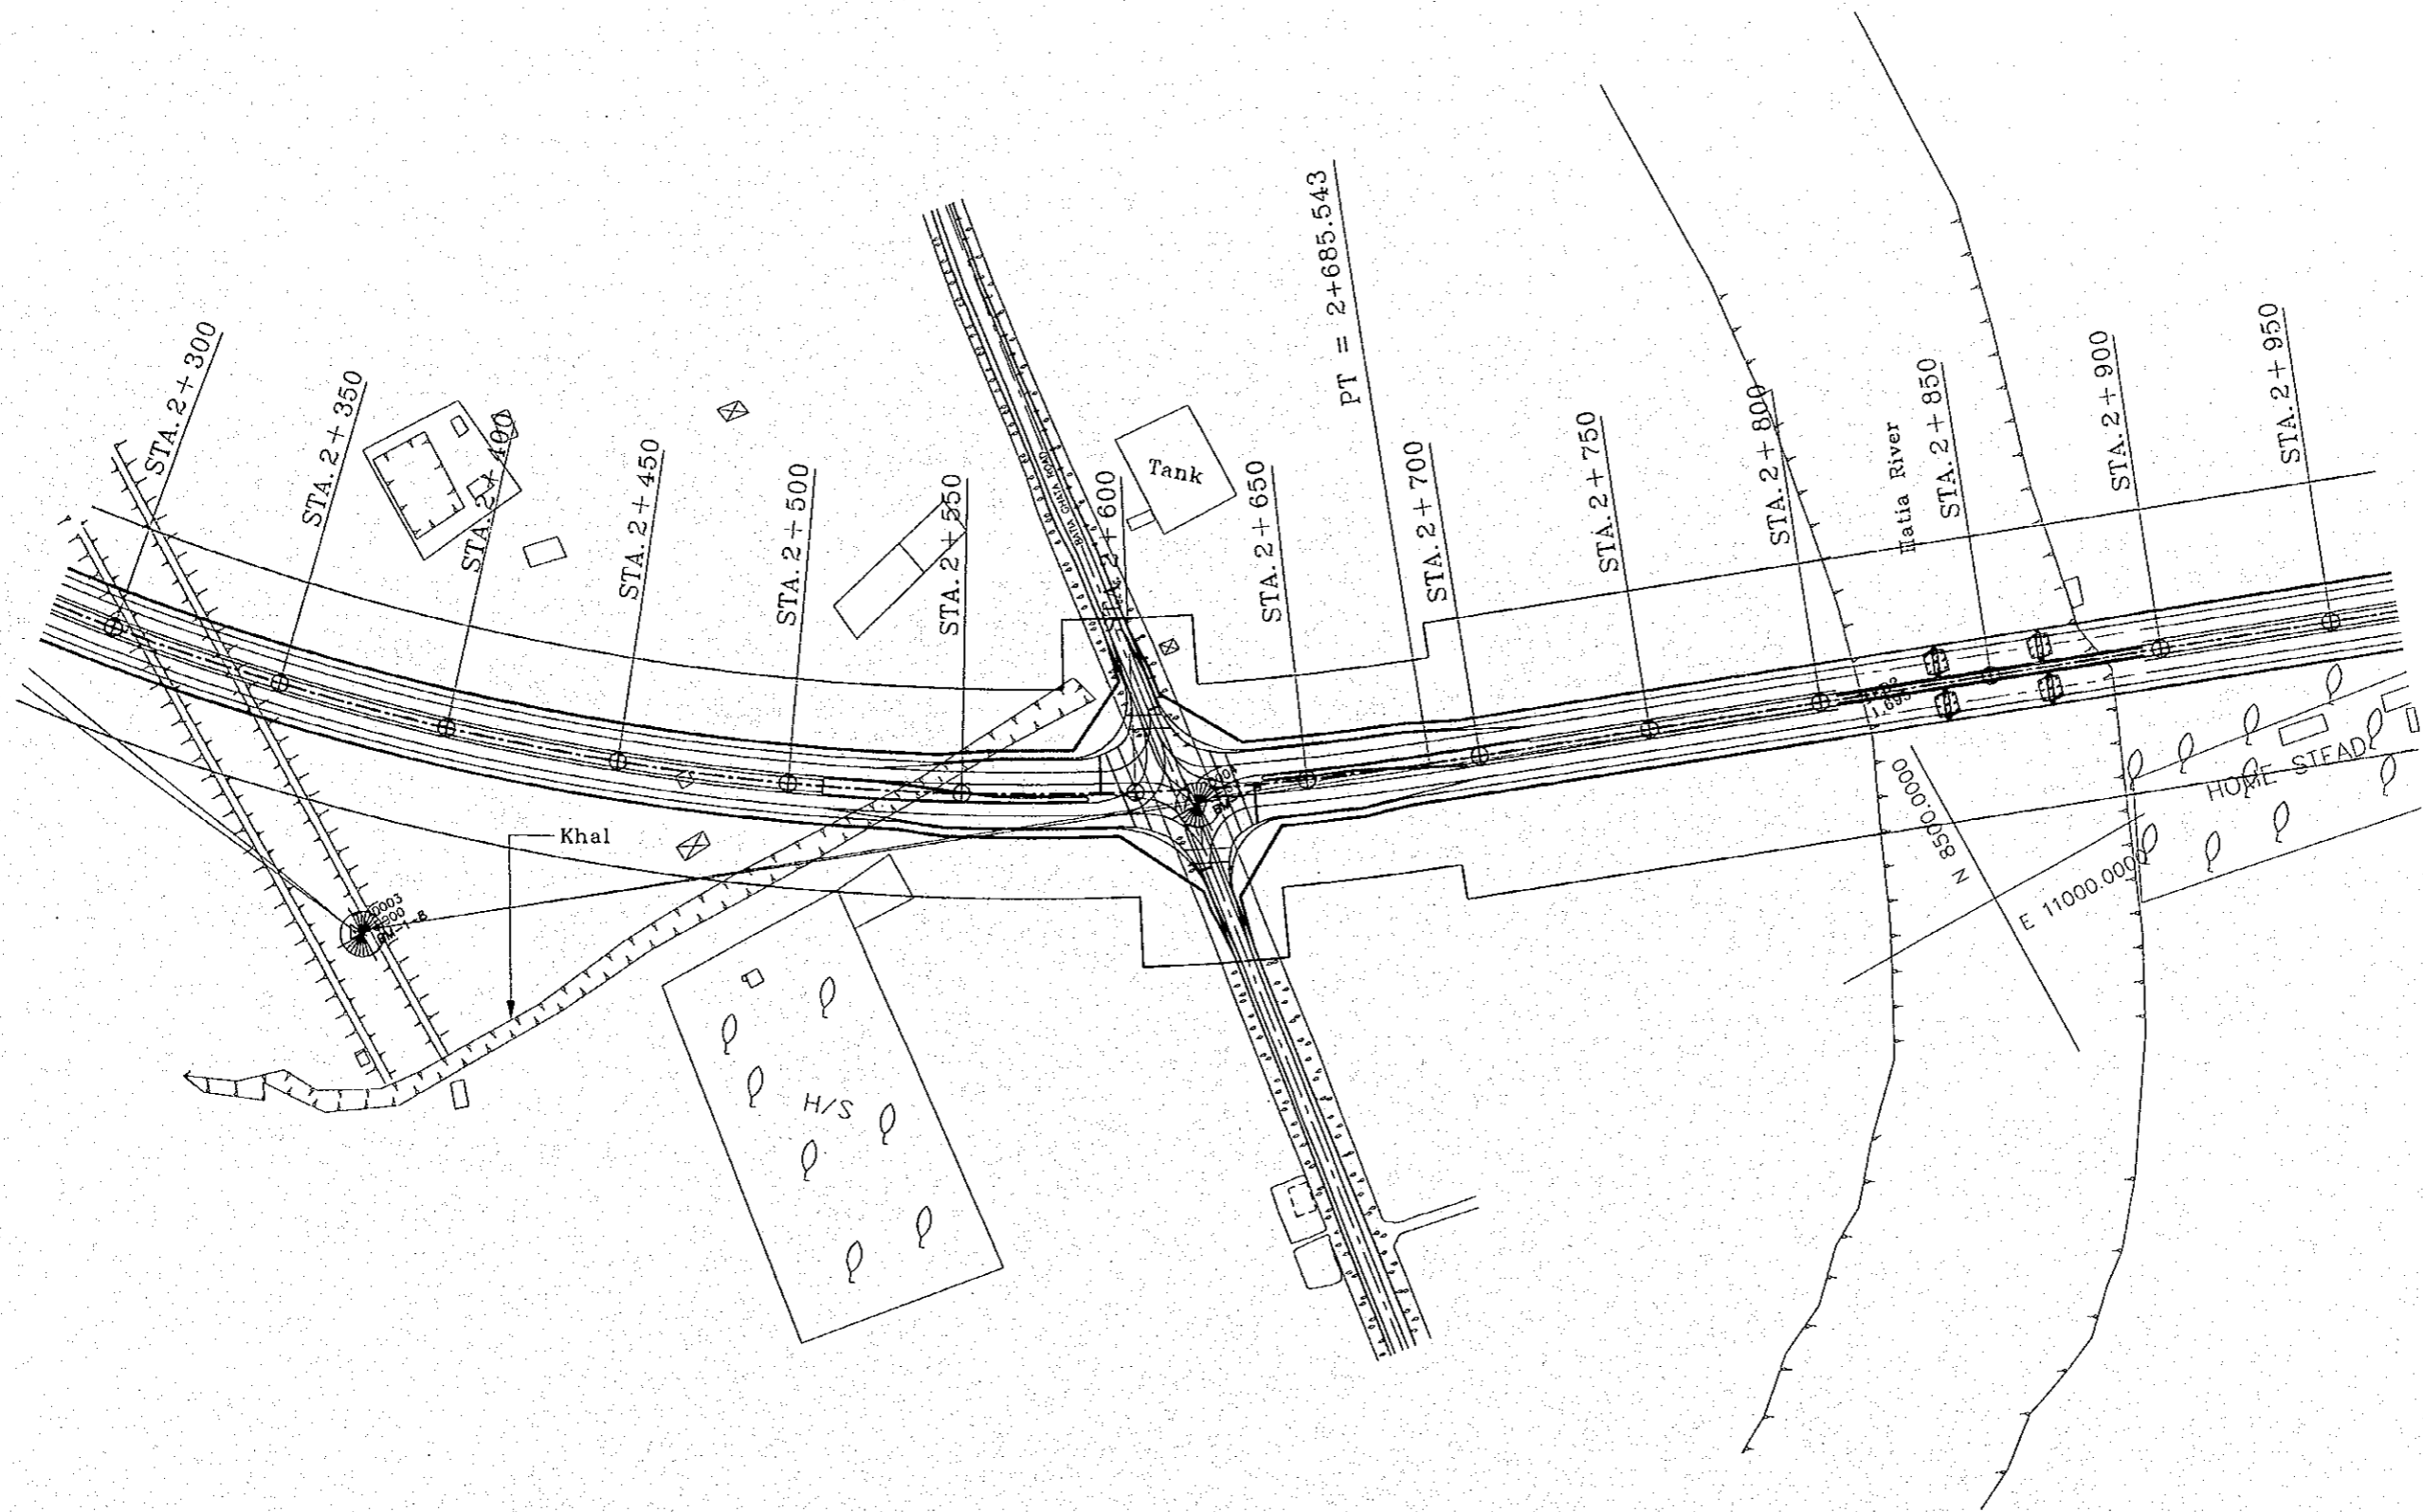 STA.2+300
STA.2+350
STA.2+400
STA.2+450
STA.2+500
STA.2+550
STA.2+600
Tank
STA.2+650
PT = 2+685.543
STA.2+700
STA.2+750
STA.2+800
Hatia River
STA.2+850
STA.2+900
STA.2+950
Khal
H/S
HOME STEAD
N 8500.0000
E 11000.0000